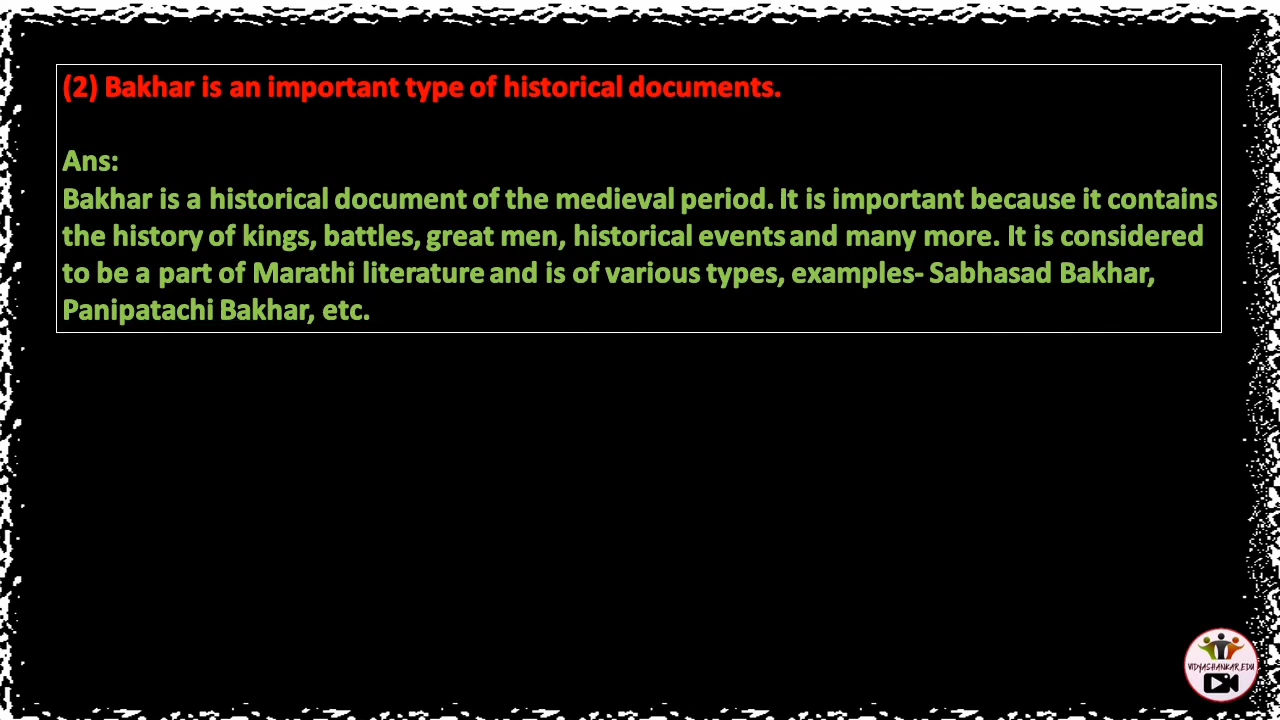 (2) Bakhar is an important type of historical documents.
Ans:
Bakhar is a historical document of the medieval period. It is important because it contains
the history of kings, battles, great men, historical events and many more. It is considered
to be a part of Marathi literature and is of various types, examples- Sabhasad Bakhar,
Panipatachi Bakhar, etc.
VIDYASHANKAR.EDU